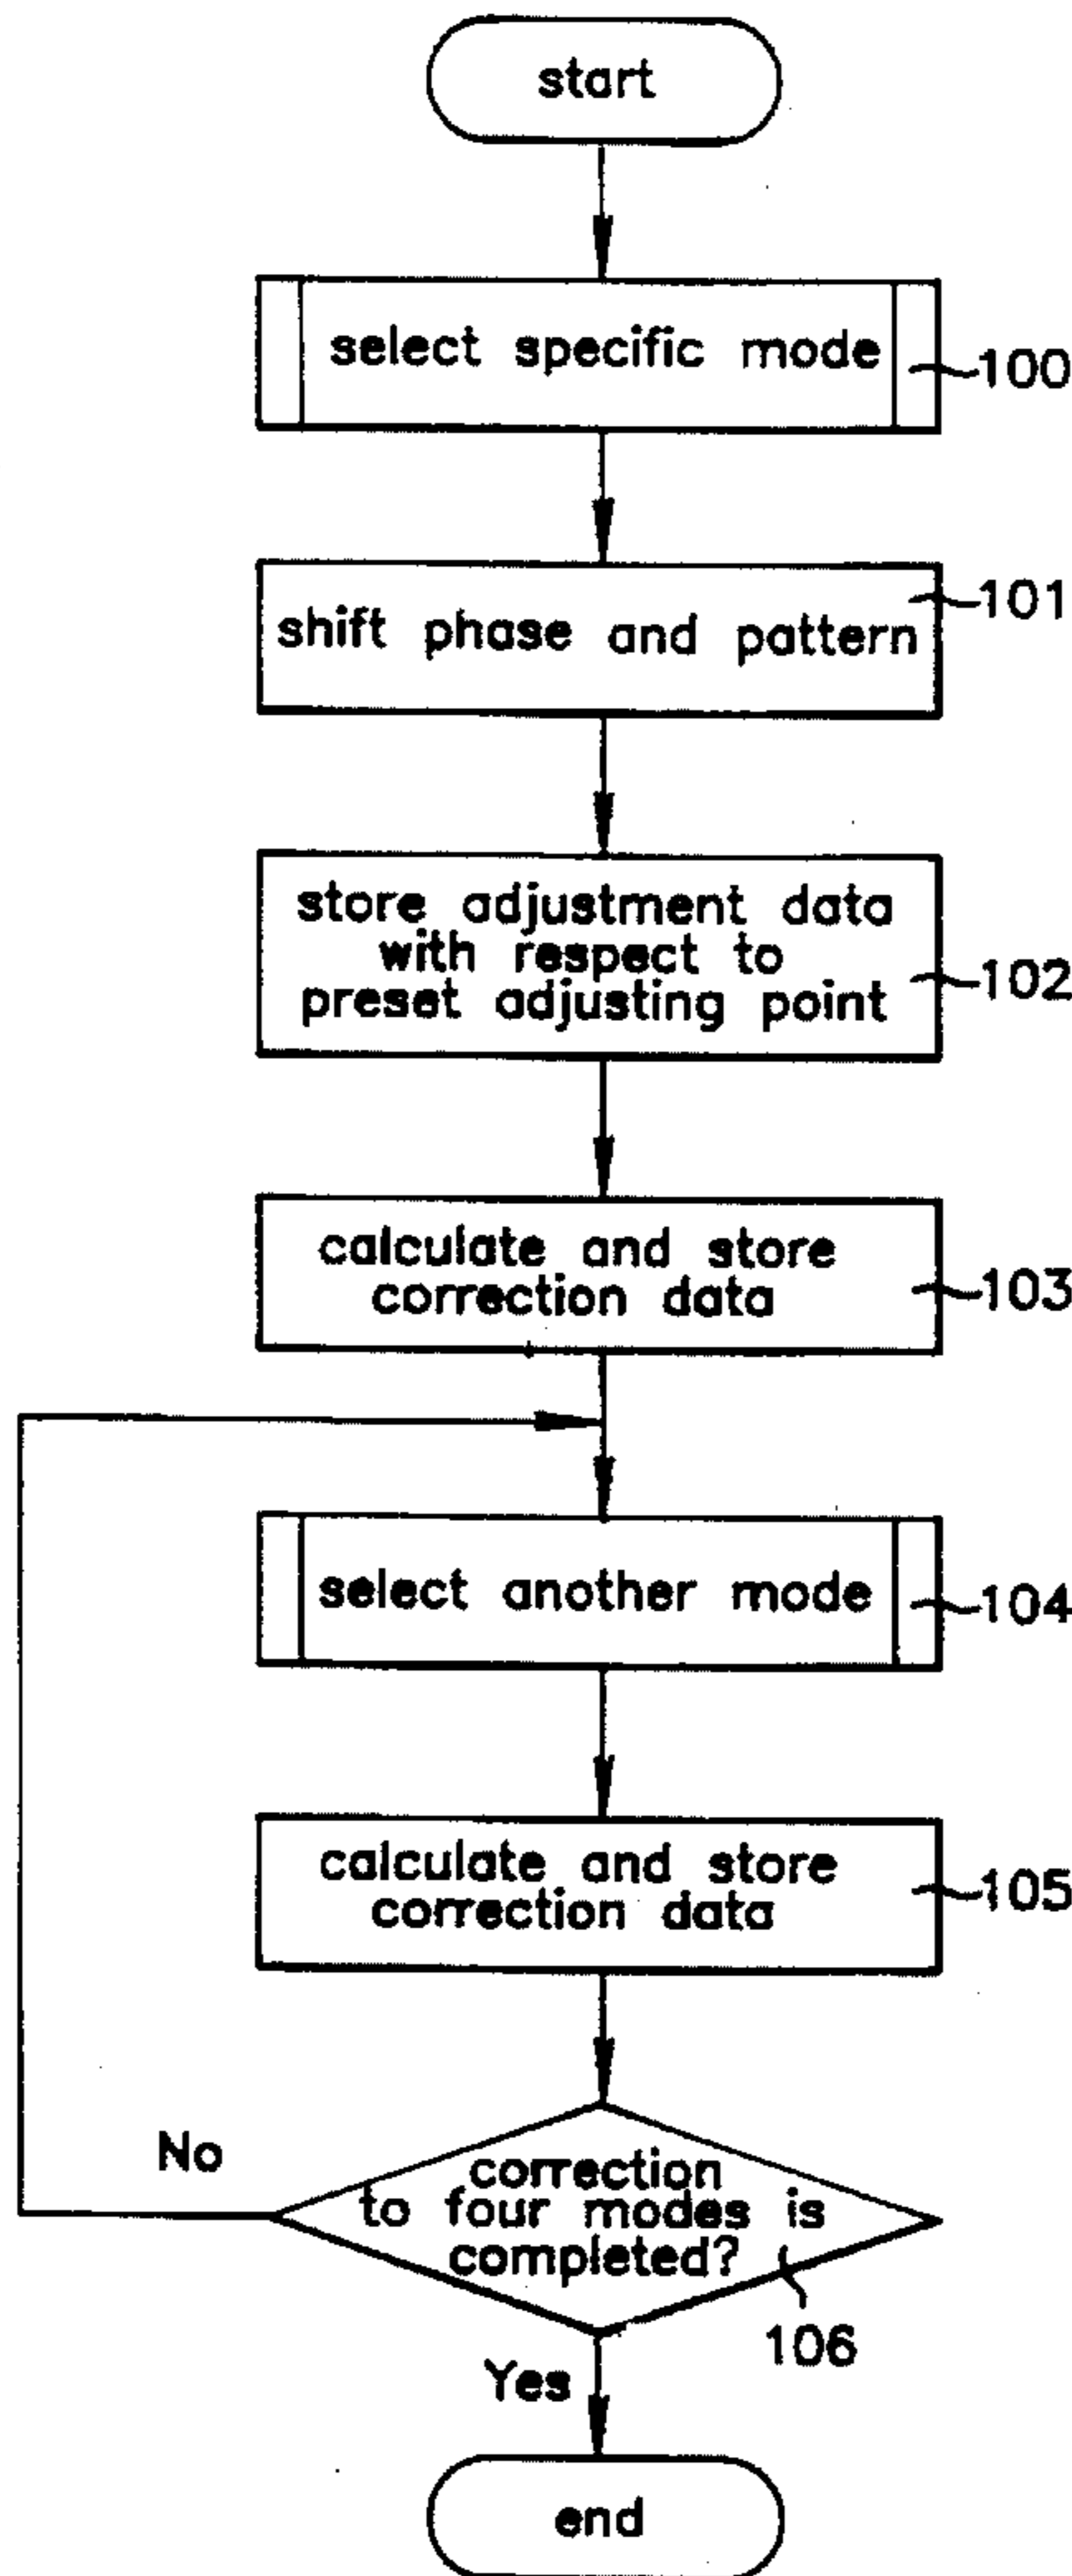 start
select specific mode
100
shift phase and pattern
101
store adjustment data
with respect to
preset adjusting point
102
calculate and store
correction data
103
select another mode
104
calculate and store
correction data
105
No
correction
to four modes is
completed?
106
Yes
end